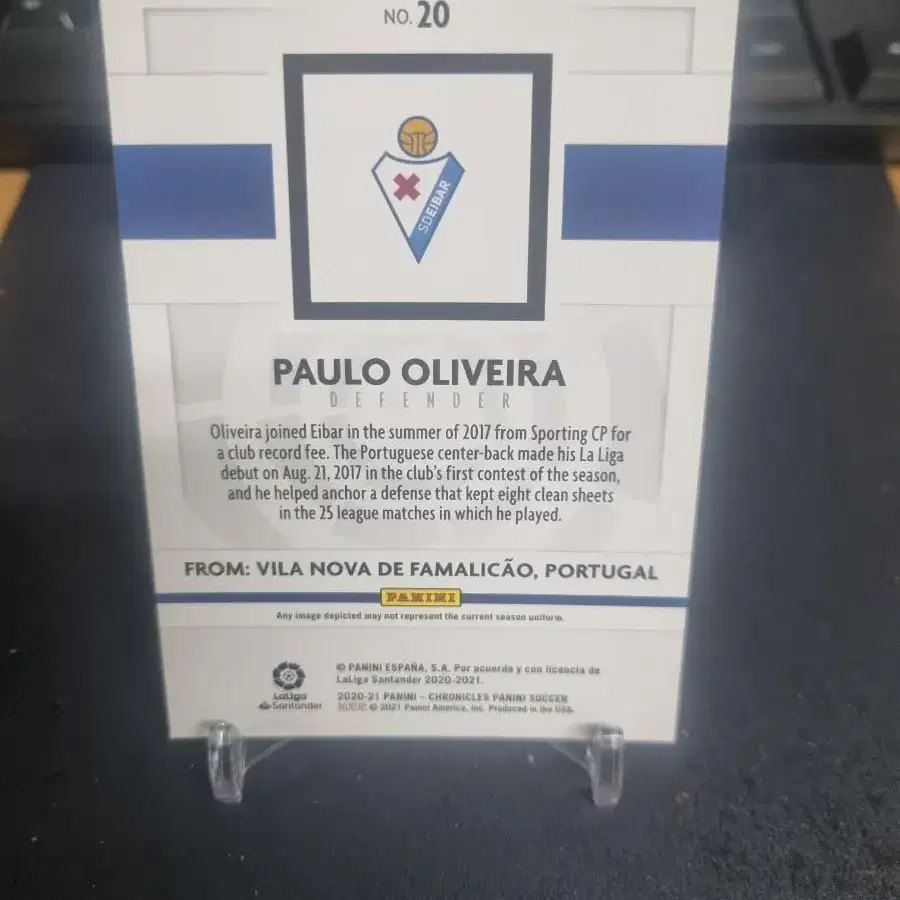 NO. 20
SD EIBAR
PAULO OLIVEIRA
DEFENDER
Oliveira joined Eibar in the summer of 2017 from Sporting CP for
a club record fee. The Portuguese center-back made his La Liga
debut on Aug. 21, 2017 in the club's first contest of the season,
and he helped anchor a defense that kept eight clean sheets
in the 25 league matches in which he played.
FROM: VILA NOVA DE FAMALICÃO, PORTUGAL
PANINI
Any image depicted may not represent the current season uniform.
LaLiga
Santander
© PANINI ESPAÑA, S.A. Por acuerdo y con licencia de
LaLiga Santander 2020-2021.
2020-21 PANINI – CHRONICLES PANINI SOCCER
© 2021 Panini America, Inc. Produced in the USA.